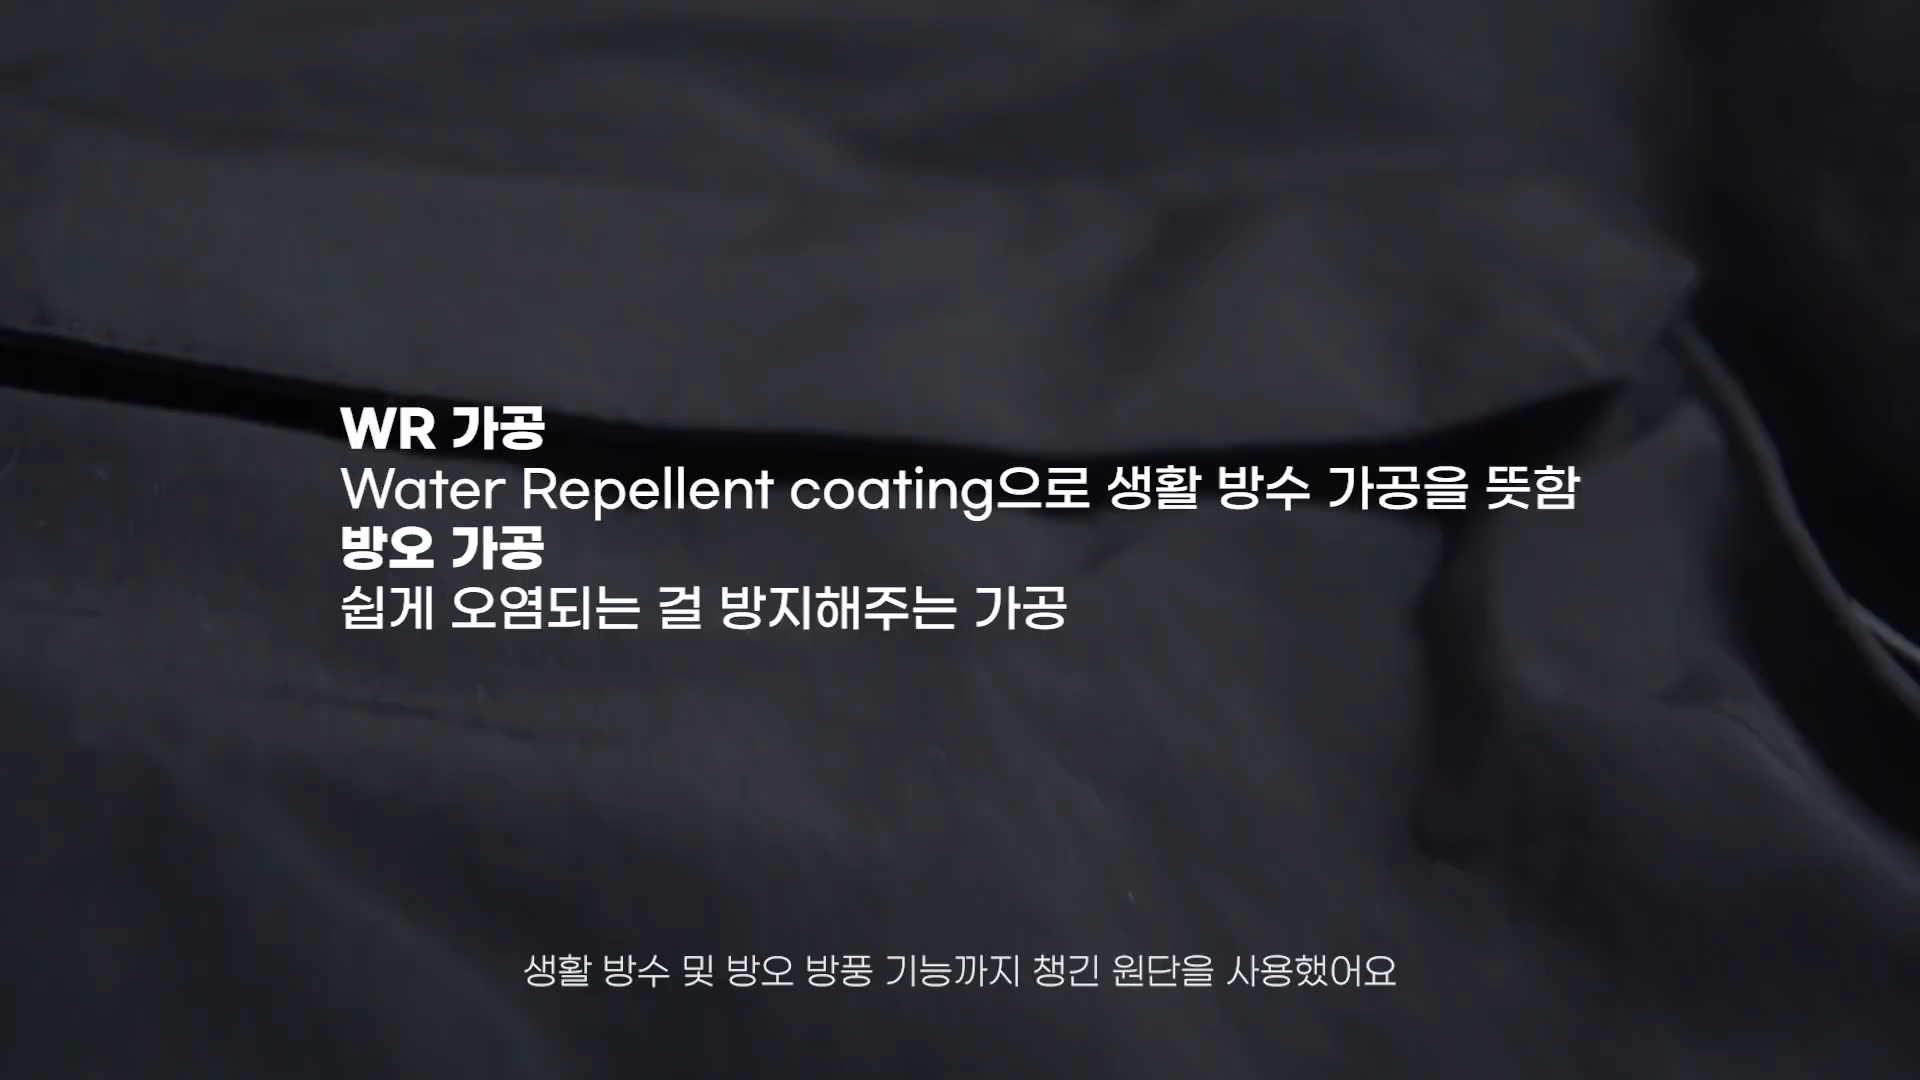 WR 가공
Water Repellent coating으로 생활 방수 가공을 뜻함
방오 가공
쉽게 오염되는 걸 방지해주는 가공
생활 방수 및 방오 방풍 기능까지 챙긴 원단을 사용했어요